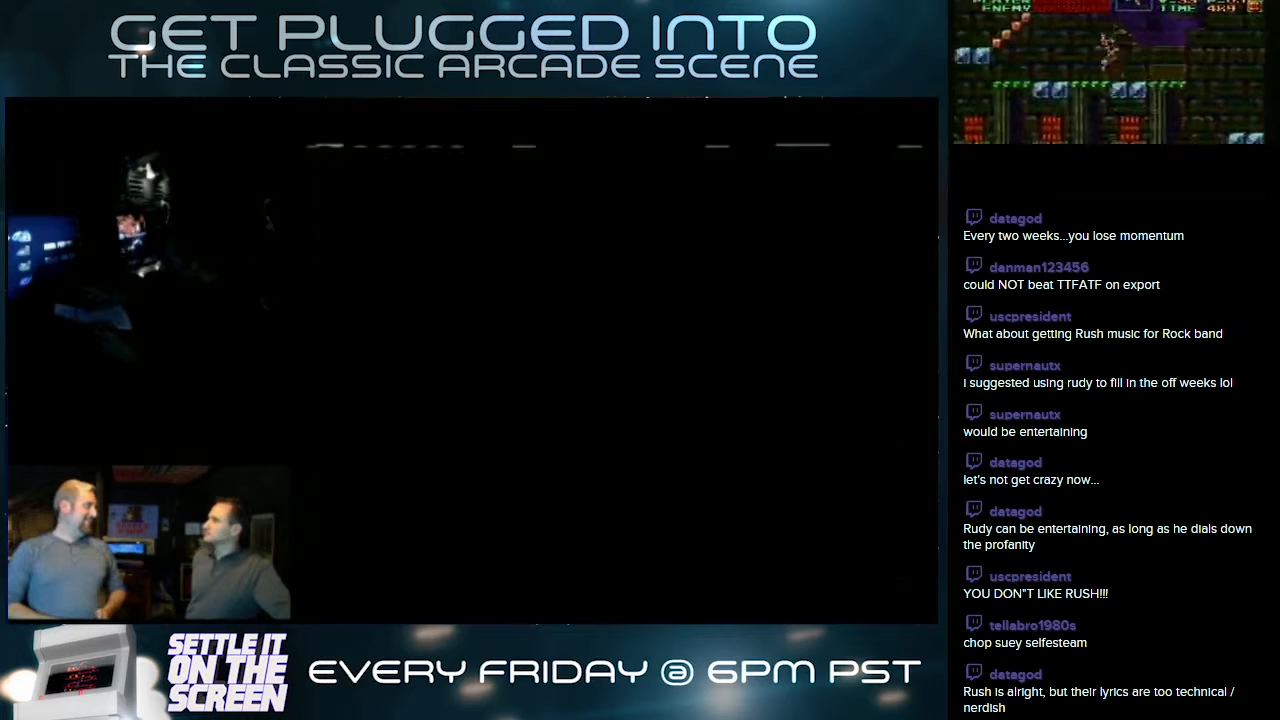 GET PLUGGED INTO
THE CLASSIC ARCADE SCENE
PLAYER
ENEMY
TIME
datagod
Every two weeks...you lose momentum
danman123456
could NOT beat TTFATF on export
uscpresident
What about getting Rush music for Rock band
supernautx
I suggested using rudy to fill in the off weeks lol
supernautx
would be entertaining
datagod
let's not get crazy now...
datagod
Rudy can be entertaining, as long as he dials down
the profanity
uscpresident
YOU DON"T LIKE RUSH!!!
tellabro1980s
chop suey selfesteam
datagod
Rush is alright, but their lyrics are too technical /
nerdish
SETTLE IT
ON THE
SCREEN
EVERY FRIDAY @ 6PM PST